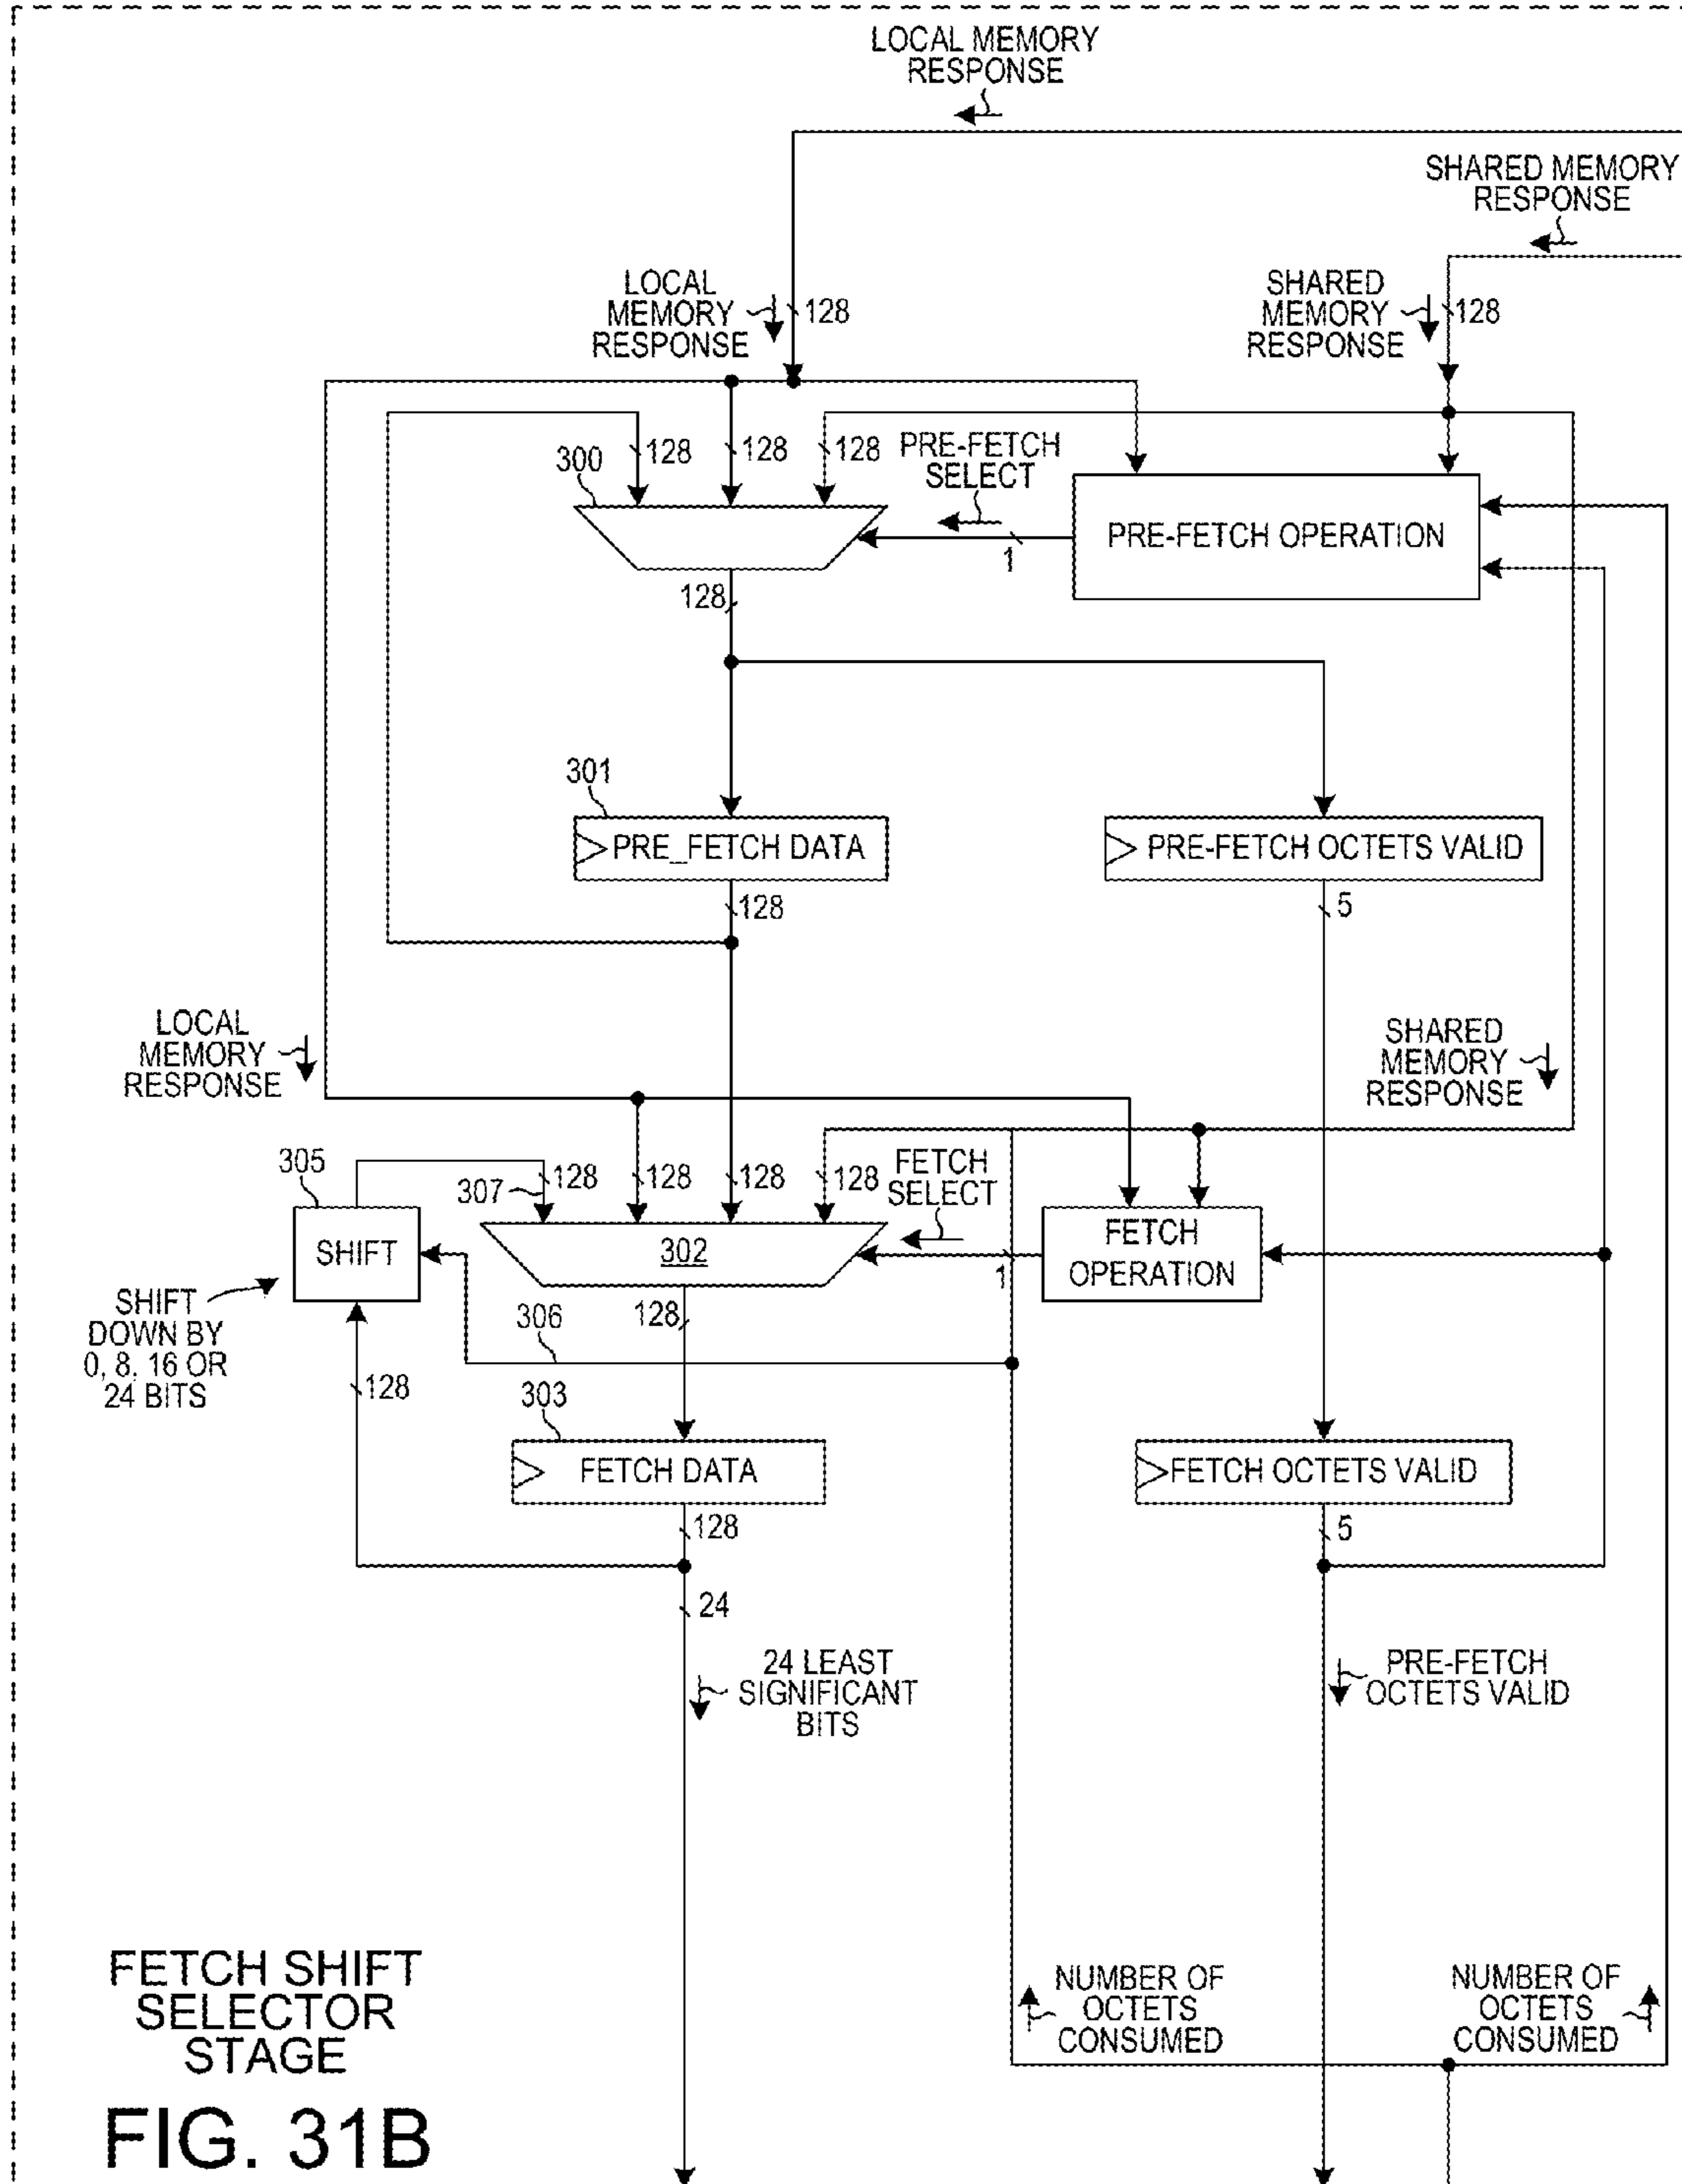 LOCAL MEMORY
RESPONSE
SHARED MEMORY
RESPONSE
LOCAL
MEMORY
RESPONSE
128
SHARED
MEMORY
RESPONSE
128
300
128
128
128
PRE-FETCH
SELECT
1
PRE-FETCH OPERATION
128
301
PRE_FETCH DATA
PRE-FETCH OCTETS VALID
128
5
LOCAL
MEMORY
RESPONSE
SHARED
MEMORY
RESPONSE
305
307
128
128
128
128
FETCH
SELECT
SHIFT
302
1
FETCH
OPERATION
SHIFT
DOWN BY
0, 8, 16 OR
24 BITS
128
306
128
303
FETCH DATA
FETCH OCTETS VALID
128
5
24
24 LEAST
SIGNIFICANT
BITS
PRE-FETCH
OCTETS VALID
NUMBER OF
OCTETS
CONSUMED
NUMBER OF
OCTETS
CONSUMED
FETCH SHIFT
SELECTOR
STAGE
FIG. 31B